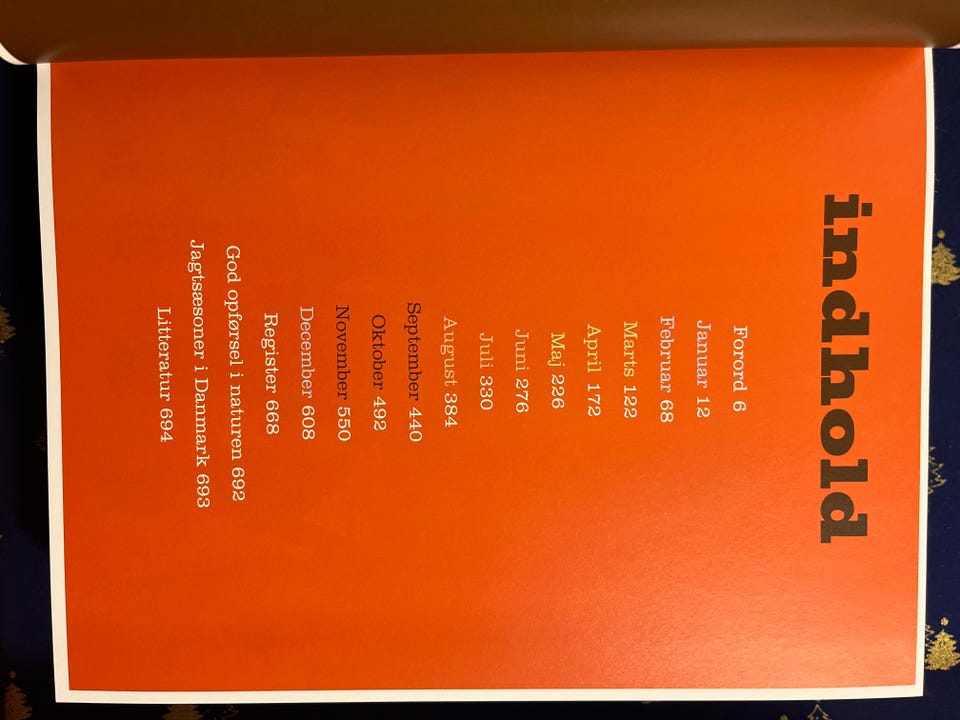 indhold
Forord 6
Januar 12
Februar 68
Marts 122
April 172
Maj 226
Juni 276
Juli 330
August 384
September 440
Oktober 492
November 550
December 608
Register 668
God opførsel i naturen 692
Jagtsæsoner i Danmark 693
Litteratur 694